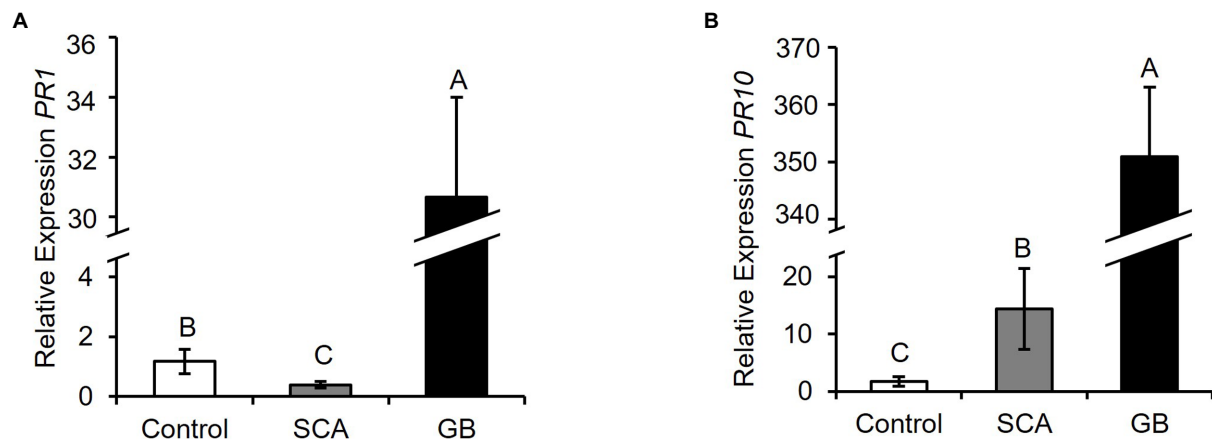 A
Relative Expression PR1
36
34
32
30
4
2
0
A
B
C
Control SCA GB
B
Relative Expression PR10
370
360
350
340
20
10
0
A
B
C
Control SCA GB